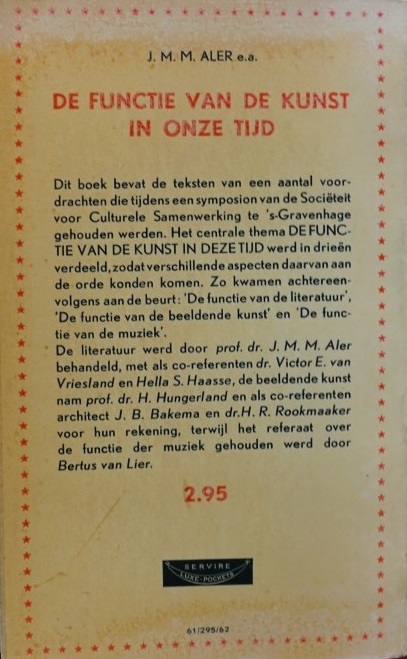 J. M. M. ALER e.a.
DE FUNCTIE VAN DE KUNST
IN ONZE TIJD
Dit boek bevat de teksten van een aantal voor-
drachten die tijdens een symposion van de Sociëteit
voor Culturele Samenwerking te 's-Gravenhage
gehouden werden. Het centrale thema DE FUNC-
TIE VAN DE KUNST IN DEZE TIJD werd in drieën
verdeeld, zodat verschillende aspecten daarvan aan
de orde konden komen. Zo kwamen achtereen-
volgens aan de beurt: 'De functie van de literatuur',
'De functie van de beeldende kunst' en 'De func-
tie van de muziek'.
De literatuur werd door prof. dr. J. M. M. Aler
behandeld, met als co-referenten dr. Victor E. van
Vriesland en Hella S. Haasse, de beeldende kunst
nam prof. dr. H. Hungerland en als co-referenten
architect J. B. Bakema en dr. H. R. Rookmaaker
voor hun rekening, terwijl het referaat over
de functie der muziek gehouden werd door
Bertus van Lier.
2.95
SERVIRE
LUXE-POCKETS
61/295/62